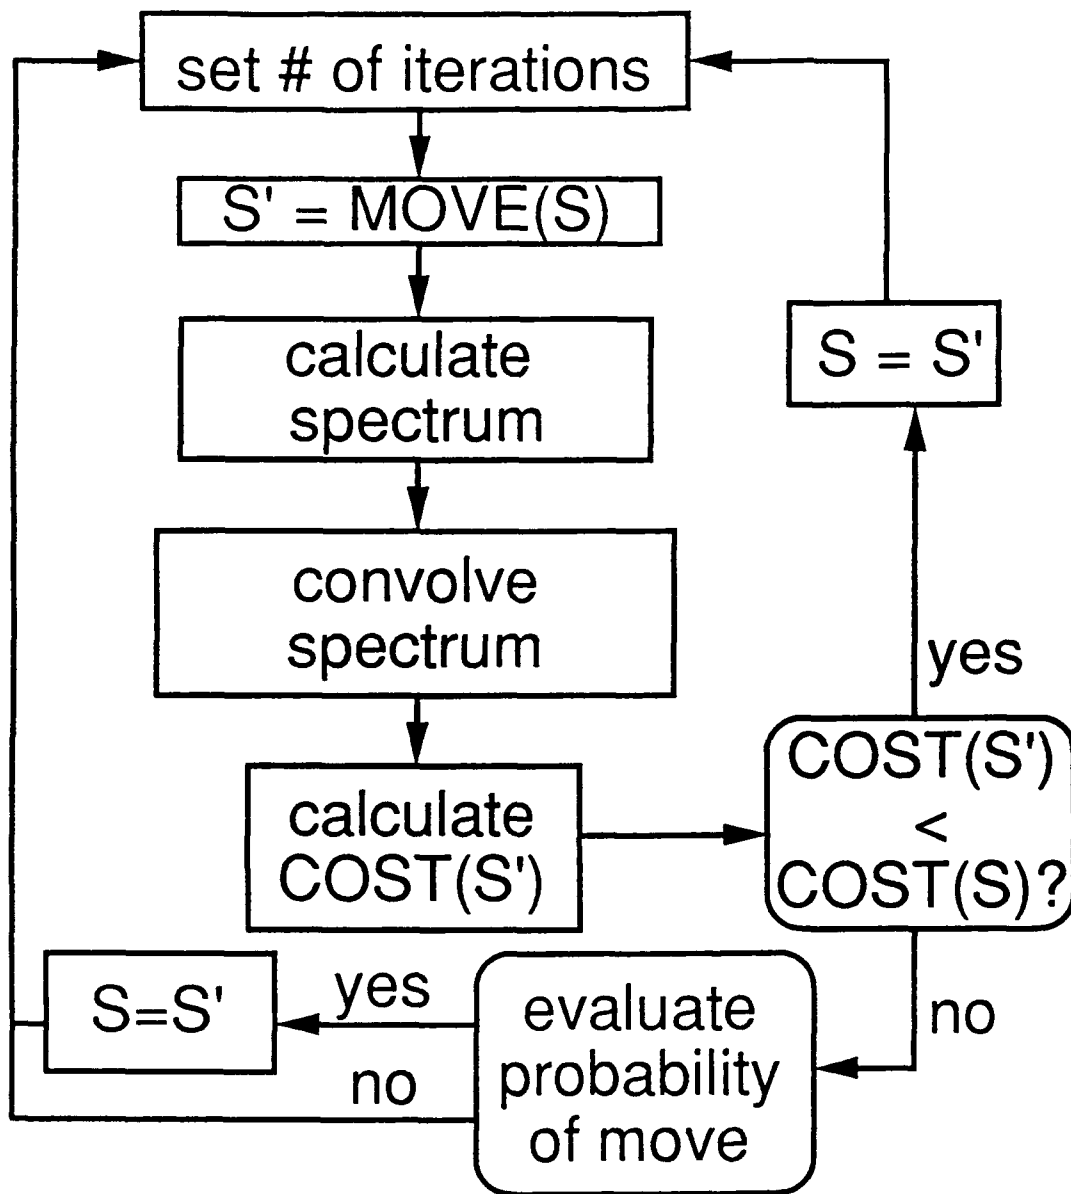 set # of iterations
S' = MOVE(S)
calculate
spectrum
convolve
spectrum
calculate
COST(S')
COST(S')
<
COST(S)?
yes
S = S'
no
evaluate
probability
of move
yes
S=S'
no